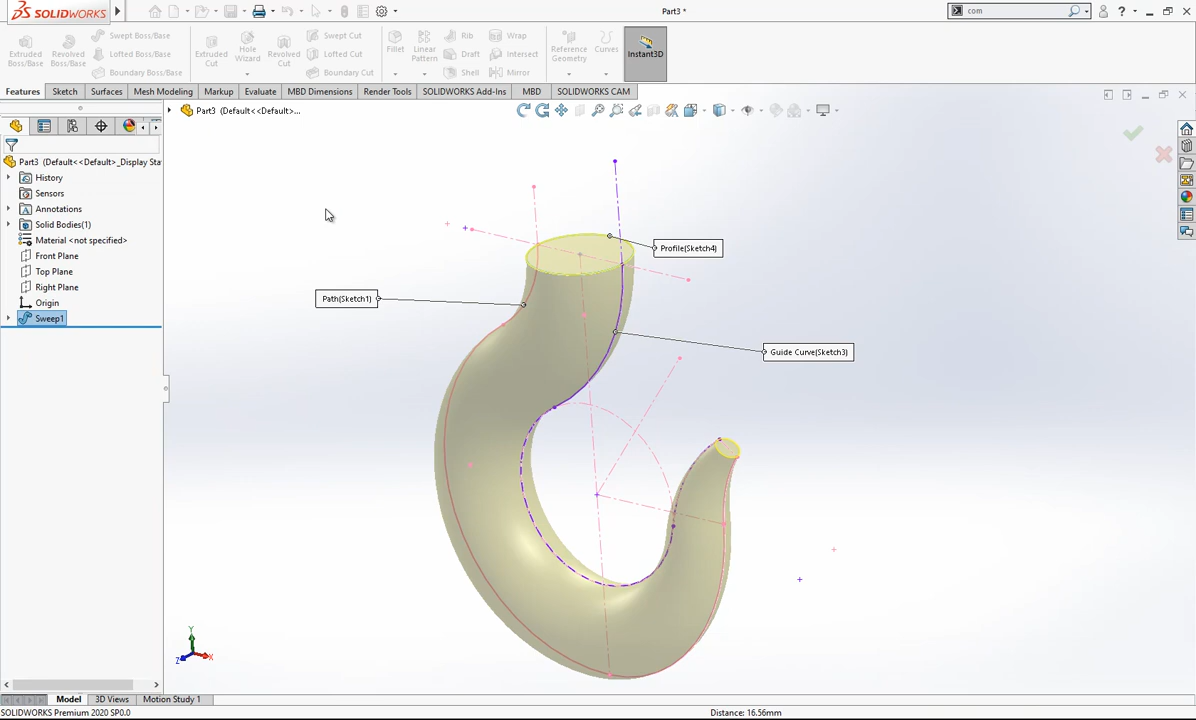 SOLIDWORKS
Part3 *
com
?
Extruded Boss/Base
Revolved Boss/Base
Swept Boss/Base
Lofted Boss/Base
Boundary Boss/Base
Extruded Cut
Hole Wizard
Revolved Cut
Swept Cut
Lofted Cut
Boundary Cut
Fillet
Linear Pattern
Rib
Draft
Shell
Wrap
Intersect
Mirror
Reference Geometry
Curves
Instant3D
Features
Sketch
Surfaces
Mesh Modeling
Markup
Evaluate
MBD Dimensions
Render Tools
SOLIDWORKS Add-Ins
MBD
SOLIDWORKS CAM
Part3 (Default<<Default>...
Part3 (Default<<Default>_Display Sta
History
Sensors
Annotations
Solid Bodies(1)
Material <not specified>
Front Plane
Top Plane
Right Plane
Origin
Sweep1
Profile(Sketch4)
Path(Sketch1)
Guide Curve(Sketch3)
Y
Z
X
Model
3D Views
Motion Study 1
SOLIDWORKS Premium 2020 SP0.0
Distance: 16.56mm